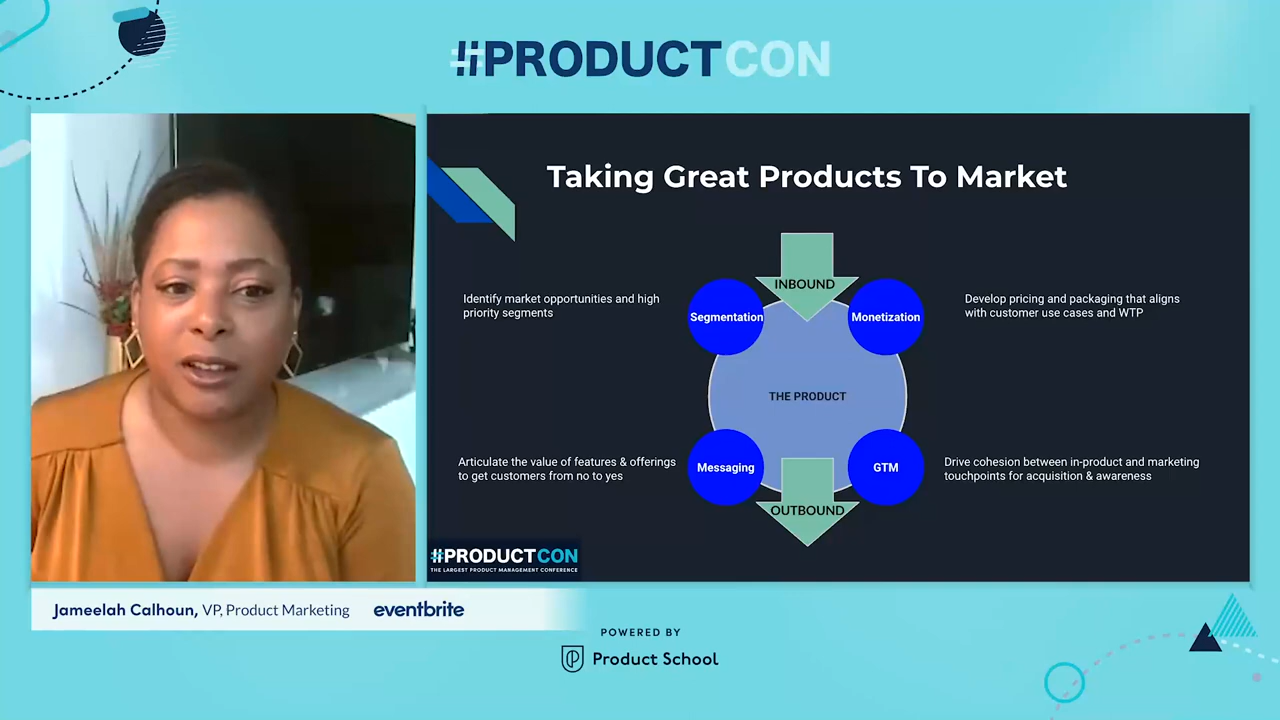 #PRODUCTCON
Taking Great Products To Market
INBOUND
Identify market opportunities and high
priority segments
Segmentation
Monetization
Develop pricing and packaging that aligns
with customer use cases and WTP
THE PRODUCT
Articulate the value of features & offerings
to get customers from no to yes
Messaging
GTM
Drive cohesion between in-product and marketing
touchpoints for acquisition & awareness
OUTBOUND
#PRODUCTCON
THE LARGEST PRODUCT MANAGEMENT CONFERENCE
Jameelah Calhoun, VP, Product Marketing eventbrite
POWERED BY
Product School